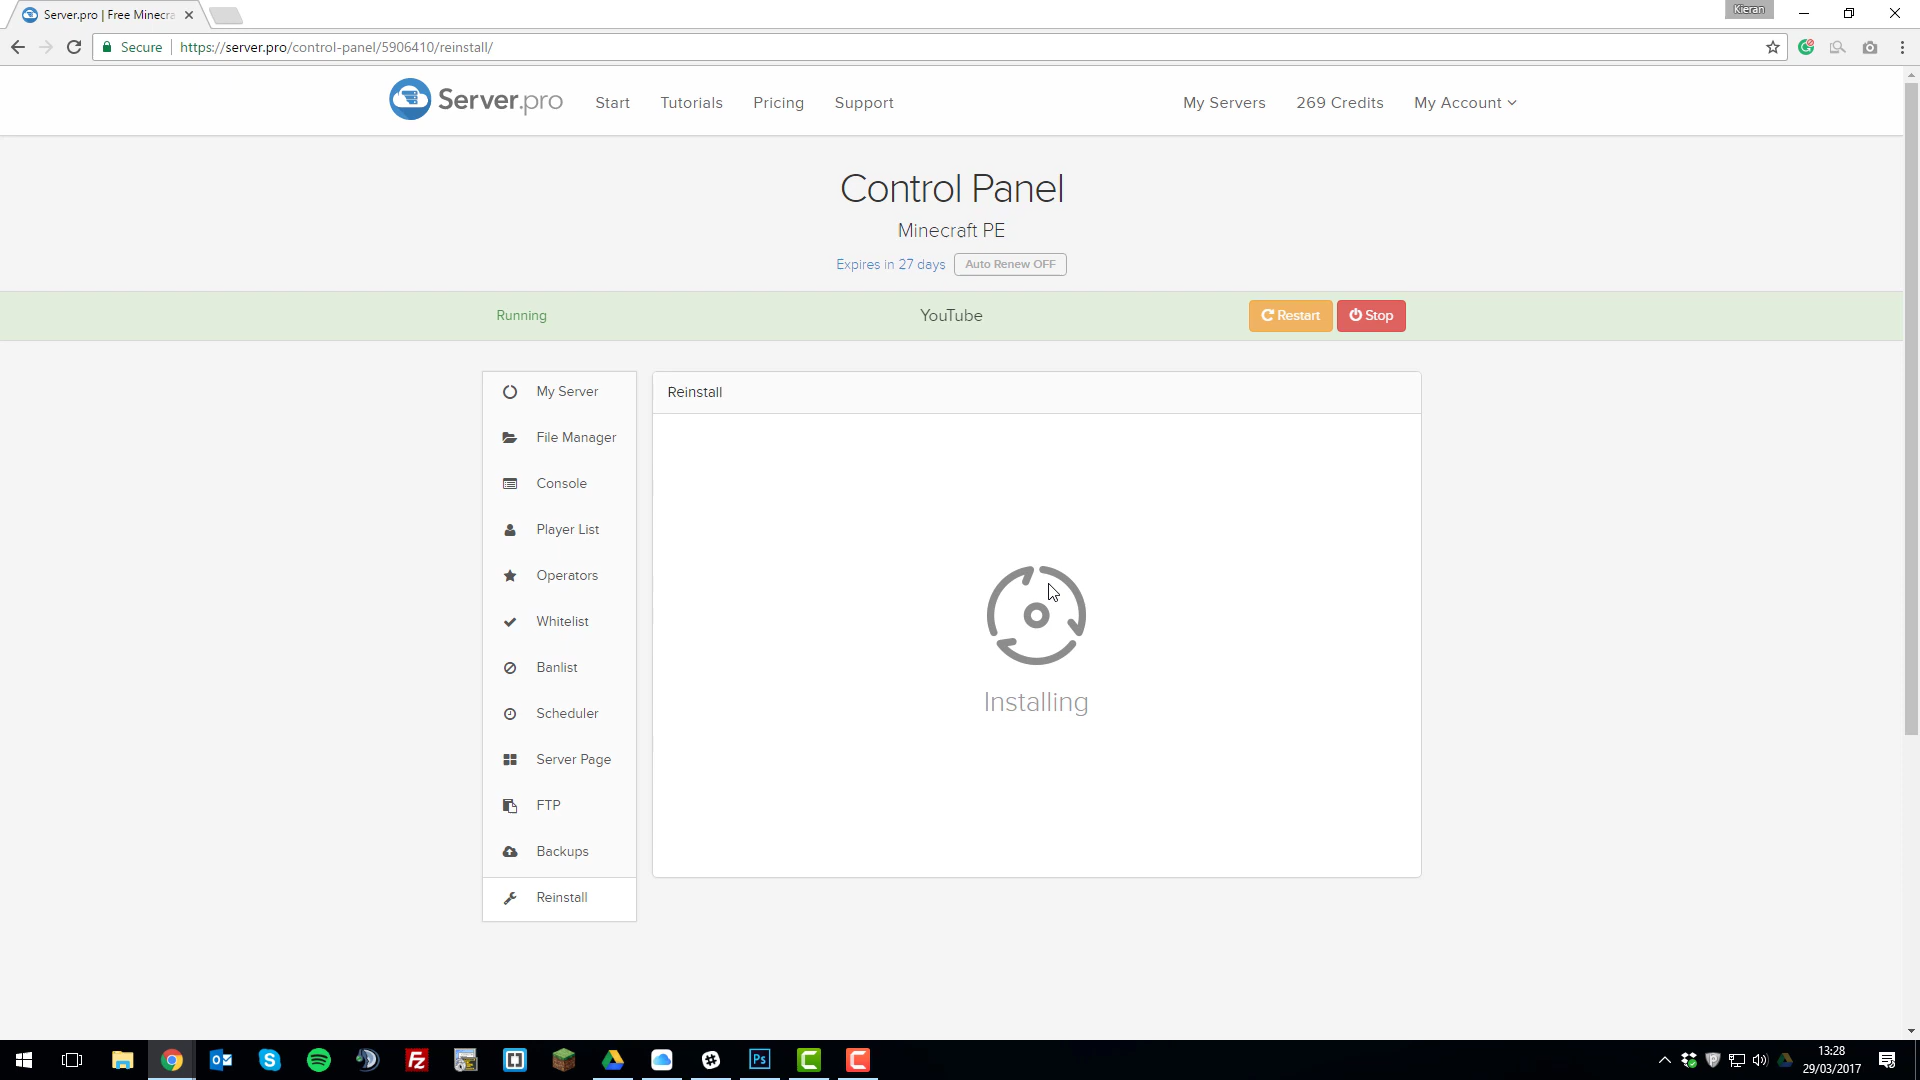 Server.pro | Free Minecra
Kieran
Secure
https://server.pro/control-panel/5906410/reinstall/
Server.pro
Start
Tutorials
Pricing
Support
My Servers
269 Credits
My Account
Control Panel
Minecraft PE
Expires in 27 days
Auto Renew OFF
Running
YouTube
Restart
Stop
My Server
File Manager
Console
Player List
Operators
Whitelist
Banlist
Scheduler
Server Page
FTP
Backups
Reinstall
Reinstall
Installing
Ps
13:28
29/03/2017